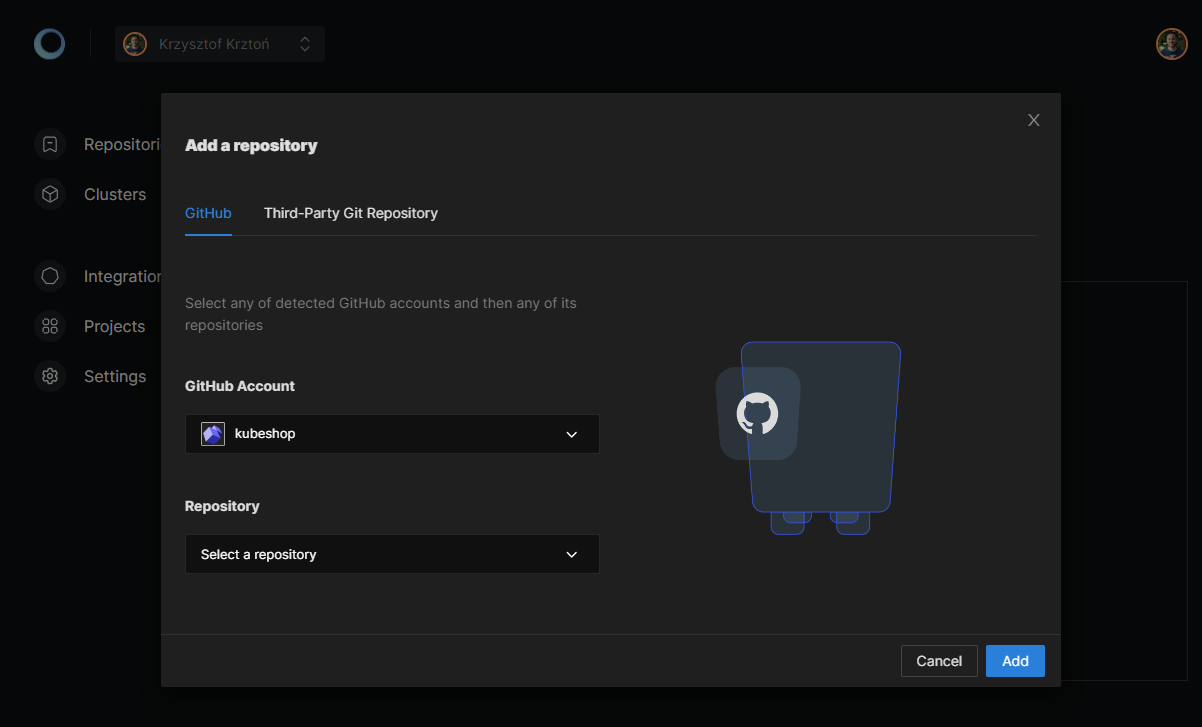 Krzysztof Krztoń
Add a repository
Repositori
Clusters
GitHub
Third-Party Git Repository
Integration
Projects
Settings
Select any of detected GitHub accounts and then any of its
repositories
GitHub Account
kubeshop
Repository
Select a repository
Cancel
Add